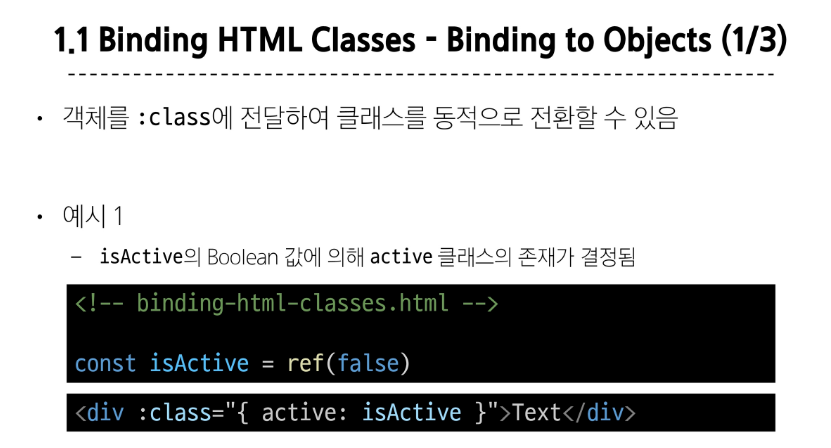 1.1 Binding HTML Classes - Binding to Objects (1/3)
• 객체를 :class에 전달하여 클래스를 동적으로 전환할 수 있음
• 예시 1
– isActive의 Boolean 값에 의해 active 클래스의 존재가 결정됨
<!-- binding-html-classes.html -->
const isActive = ref(false)
<div :class="{ active: isActive }">Text</div>